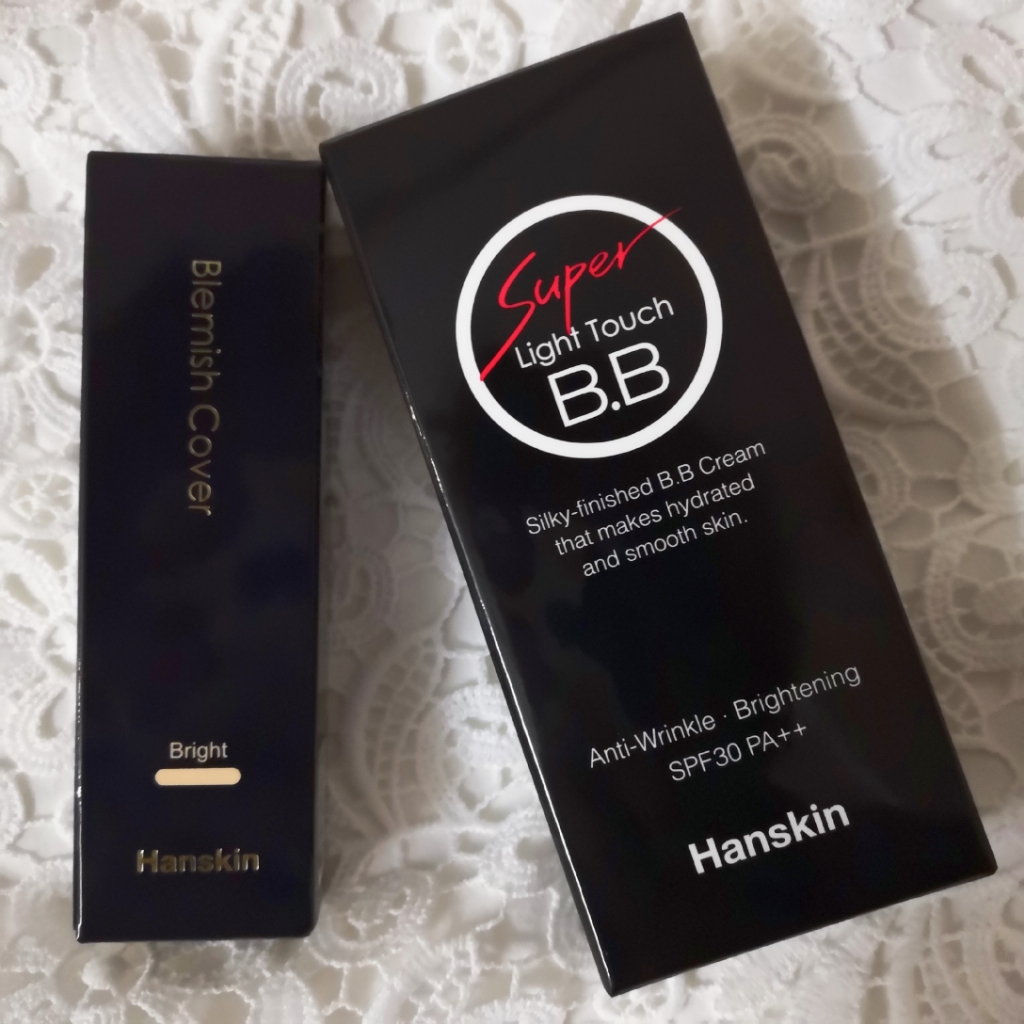 Blemish Cover
Bright
Hanskin
Super
Light Touch
B.B
Silky-finished B.B Cream
that makes hydrated
and smooth skin.
Anti-Wrinkle · Brightening
SPF30 PA++
Hanskin